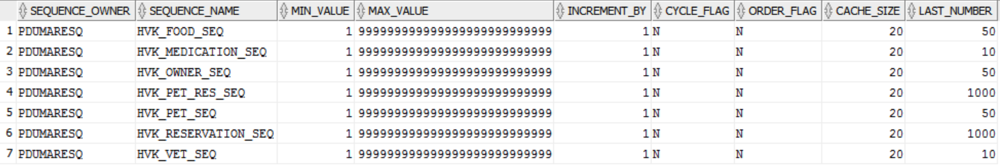 SEQUENCE_OWNER SEQUENCE_NAME MIN_VALUE MAX_VALUE INCREMENT_BY CYCLE_FLAG ORDER_FLAG CACHE_SIZE LAST_NUMBER
1 PDUMARESQ HVK_FOOD_SEQ 1 9999999999999999999999999999 1 N N 20 50
2 PDUMARESQ HVK_MEDICATION_SEQ 1 9999999999999999999999999999 1 N N 20 10
3 PDUMARESQ HVK_OWNER_SEQ 1 9999999999999999999999999999 1 N N 20 50
4 PDUMARESQ HVK_PET_RES_SEQ 1 9999999999999999999999999999 1 N N 20 1000
5 PDUMARESQ HVK_PET_SEQ 1 9999999999999999999999999999 1 N N 20 50
6 PDUMARESQ HVK_RESERVATION_SEQ 1 9999999999999999999999999999 1 N N 20 1000
7 PDUMARESQ HVK_VET_SEQ 1 9999999999999999999999999999 1 N N 20 10